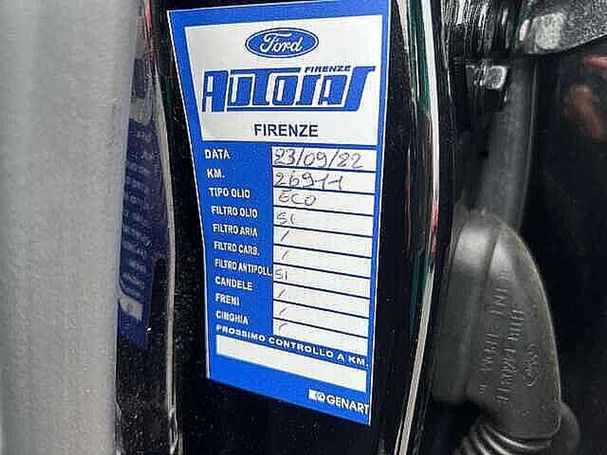 Ford
FIRENZE
AUTOSAS
FIRENZE
DATA 23/09/22
KM. 26911
TIPO OLIO ECO
FILTRO OLIO SI
FILTRO ARIA /
FILTRO CARB. /
FILTRO ANTIPOLL. SI
CANDELE /
FRENI /
CINGHIA /
PROSSIMO CONTROLLO A KM.
GENART